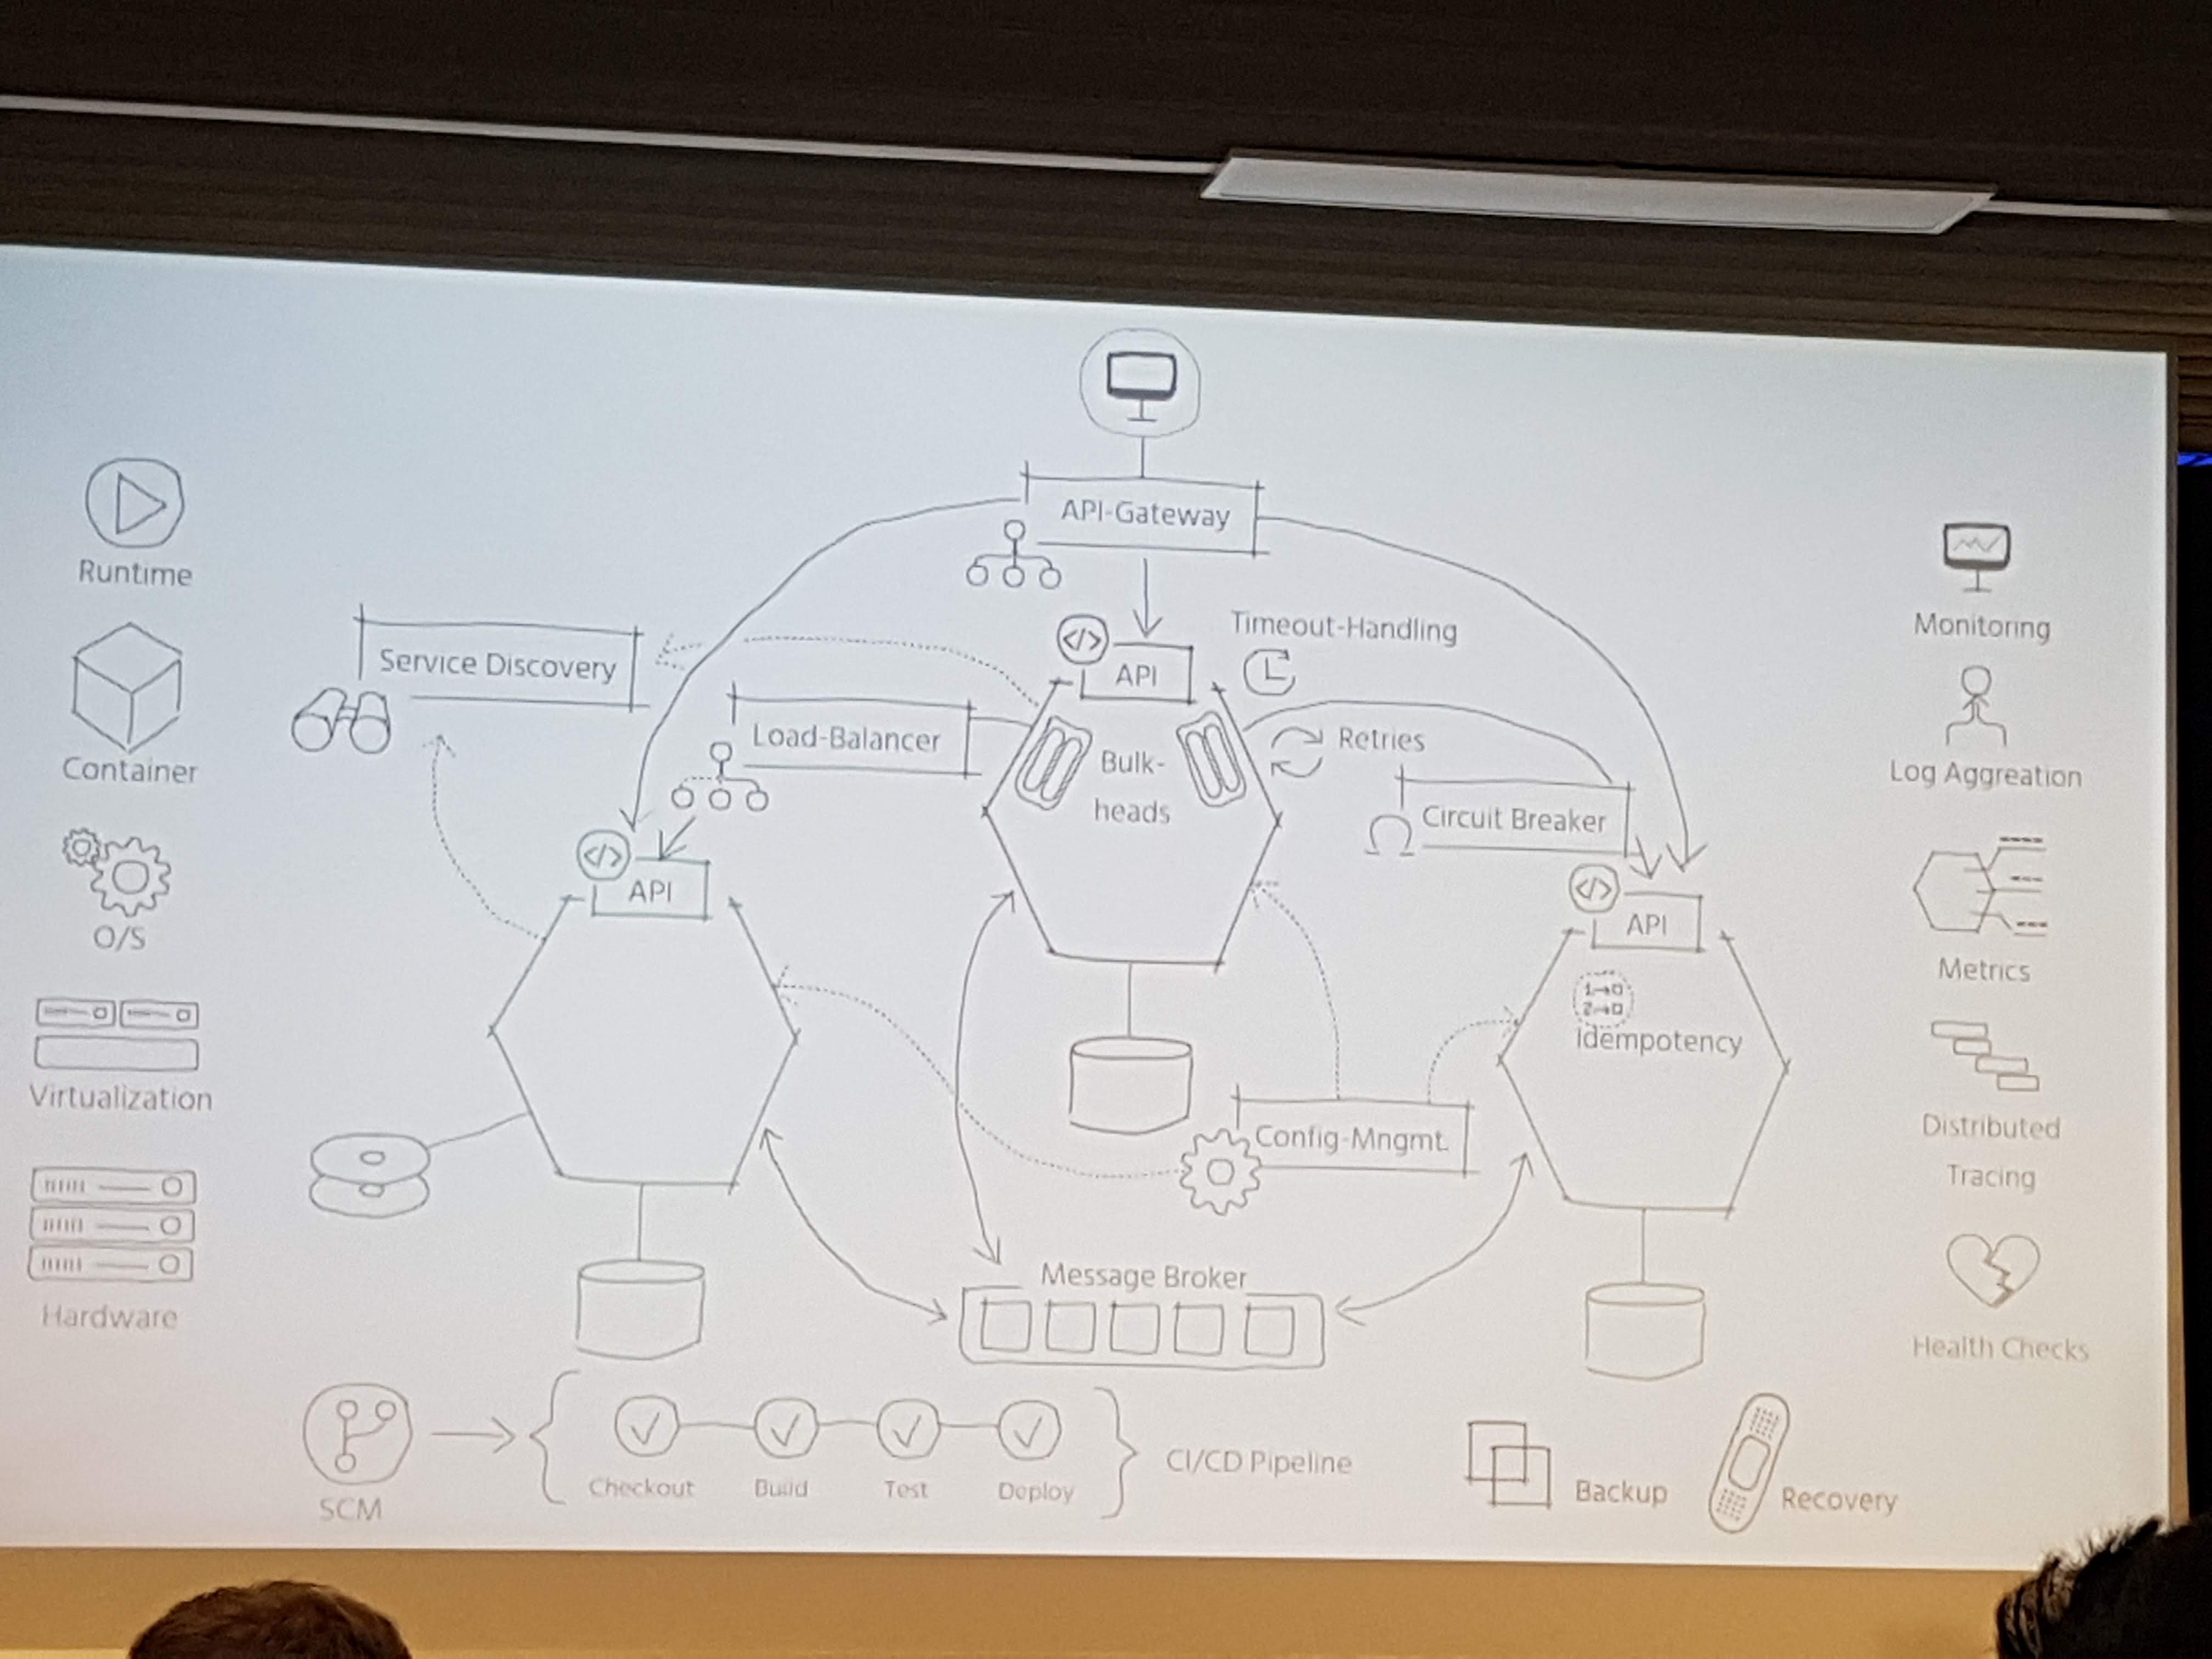 API-Gateway
Runtime
Service Discovery
</>
API
Timeout-Handling
Monitoring
Load-Balancer
Bulk-
heads
Retries
Container
Log Aggreation
Circuit Breaker
</>
API
</>
API
O/S
Metrics
1→
2→
Idempotency
Virtualization
Config-Mngmt.
Distributed
Tracing
Message Broker
Hardware
Health Checks
Checkout
Build
Test
Deploy
CI/CD Pipeline
SCM
Backup
Recovery